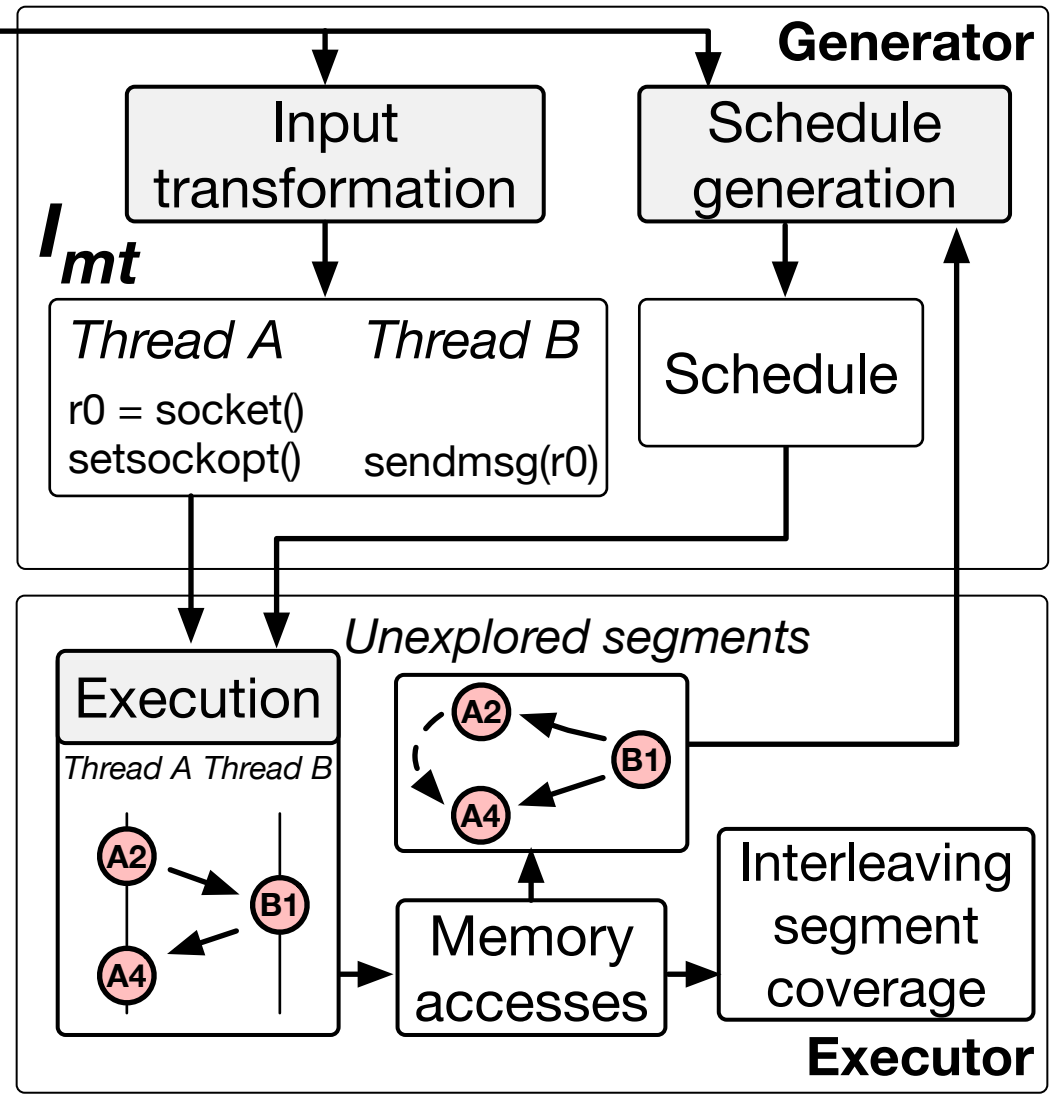 Generator
Input
transformation
Schedule
generation
I_mt
Thread A Thread B
r0 = socket()
setsockopt() sendmsg(r0)
Schedule
Unexplored segments
Execution
Thread A Thread B
A2
B1
A4
A2
B1
A4
Memory
accesses
Interleaving
segment
coverage
Executor